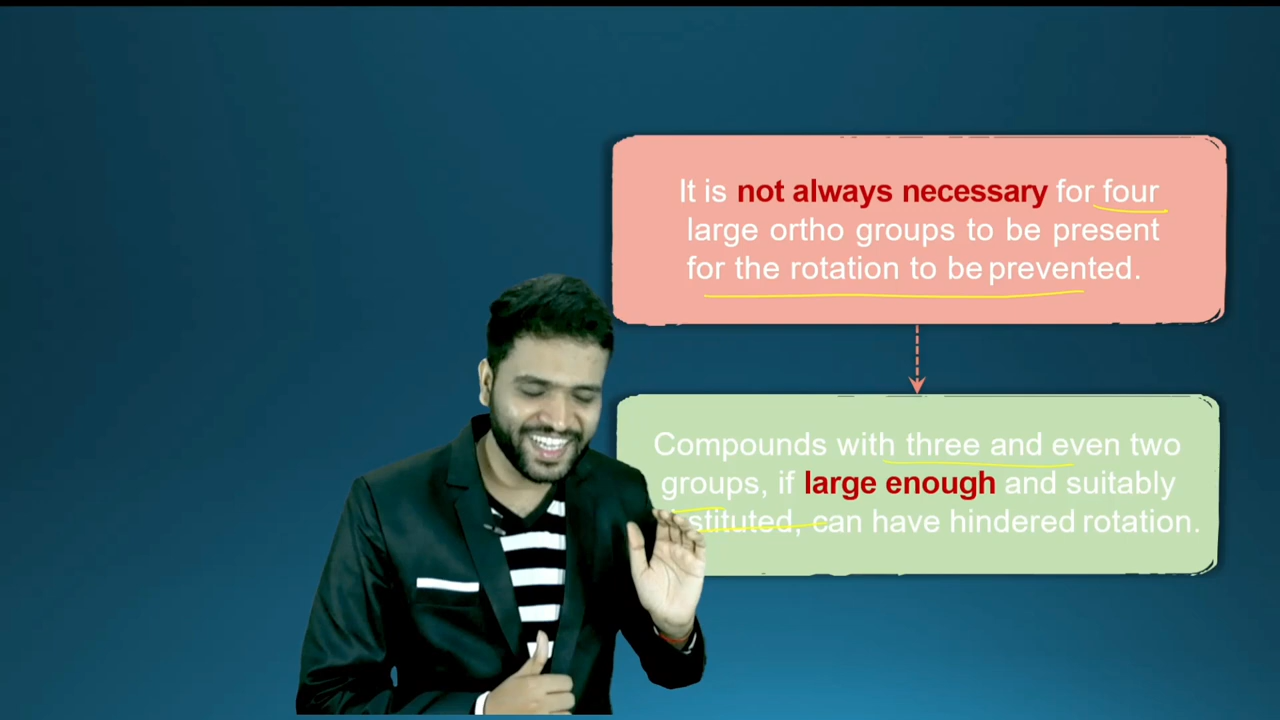 It is not always necessary for four
large ortho groups to be present
for the rotation to be prevented.
Compounds with three and even two
groups, if large enough and suitably
can have hindered rotation.